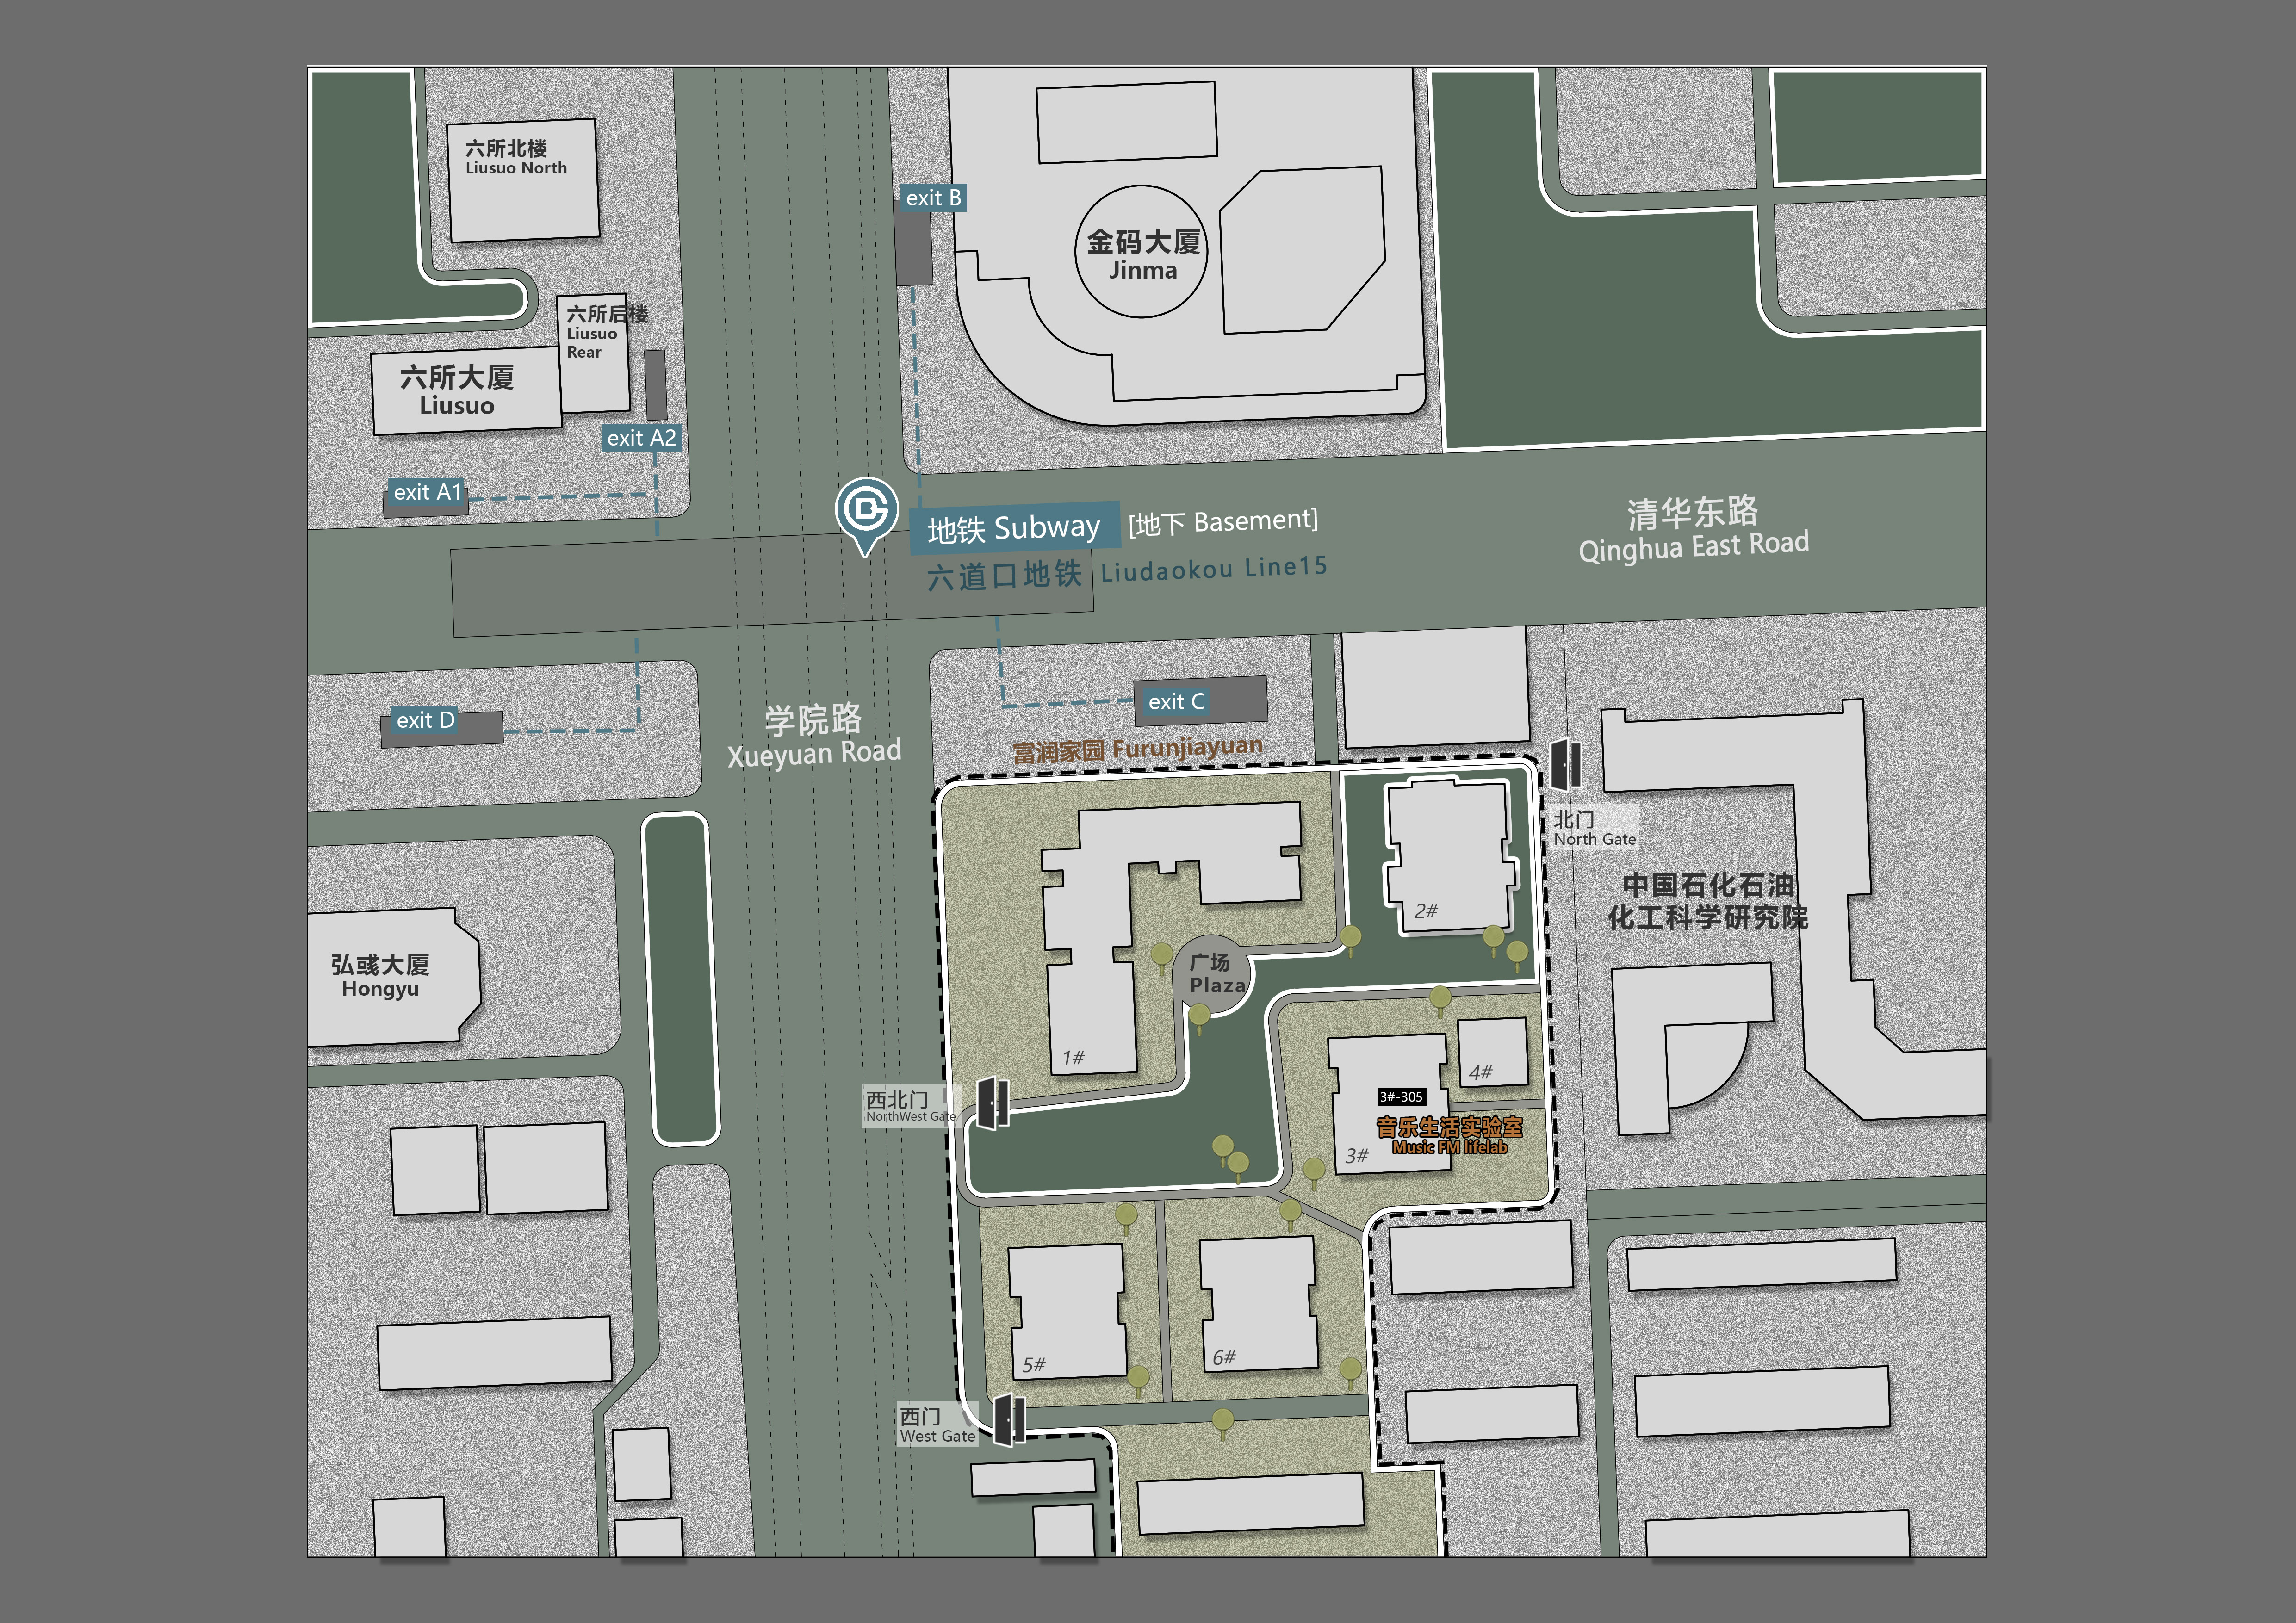 六所北楼
Liusuo North
exit B
金码大厦
Jinma
六所后楼
Liusuo
Rear
六所大厦
Liusuo
exit A2
exit A1
地铁 Subway [地下 Basement]
六道口地铁 Liudaokou Line15
清华东路
Qinghua East Road
exit D
学院路
Xueyuan Road
exit C
富润家园 Furunjiayuan
北门
North Gate
中国石化石油
化工科学研究院
2#
弘彧大厦
Hongyu
广场
Plaza
1#
4#
西北门
NorthWest Gate
3#-305
音乐生活实验室
Music FM lifelab
3#
5#
6#
西门
West Gate